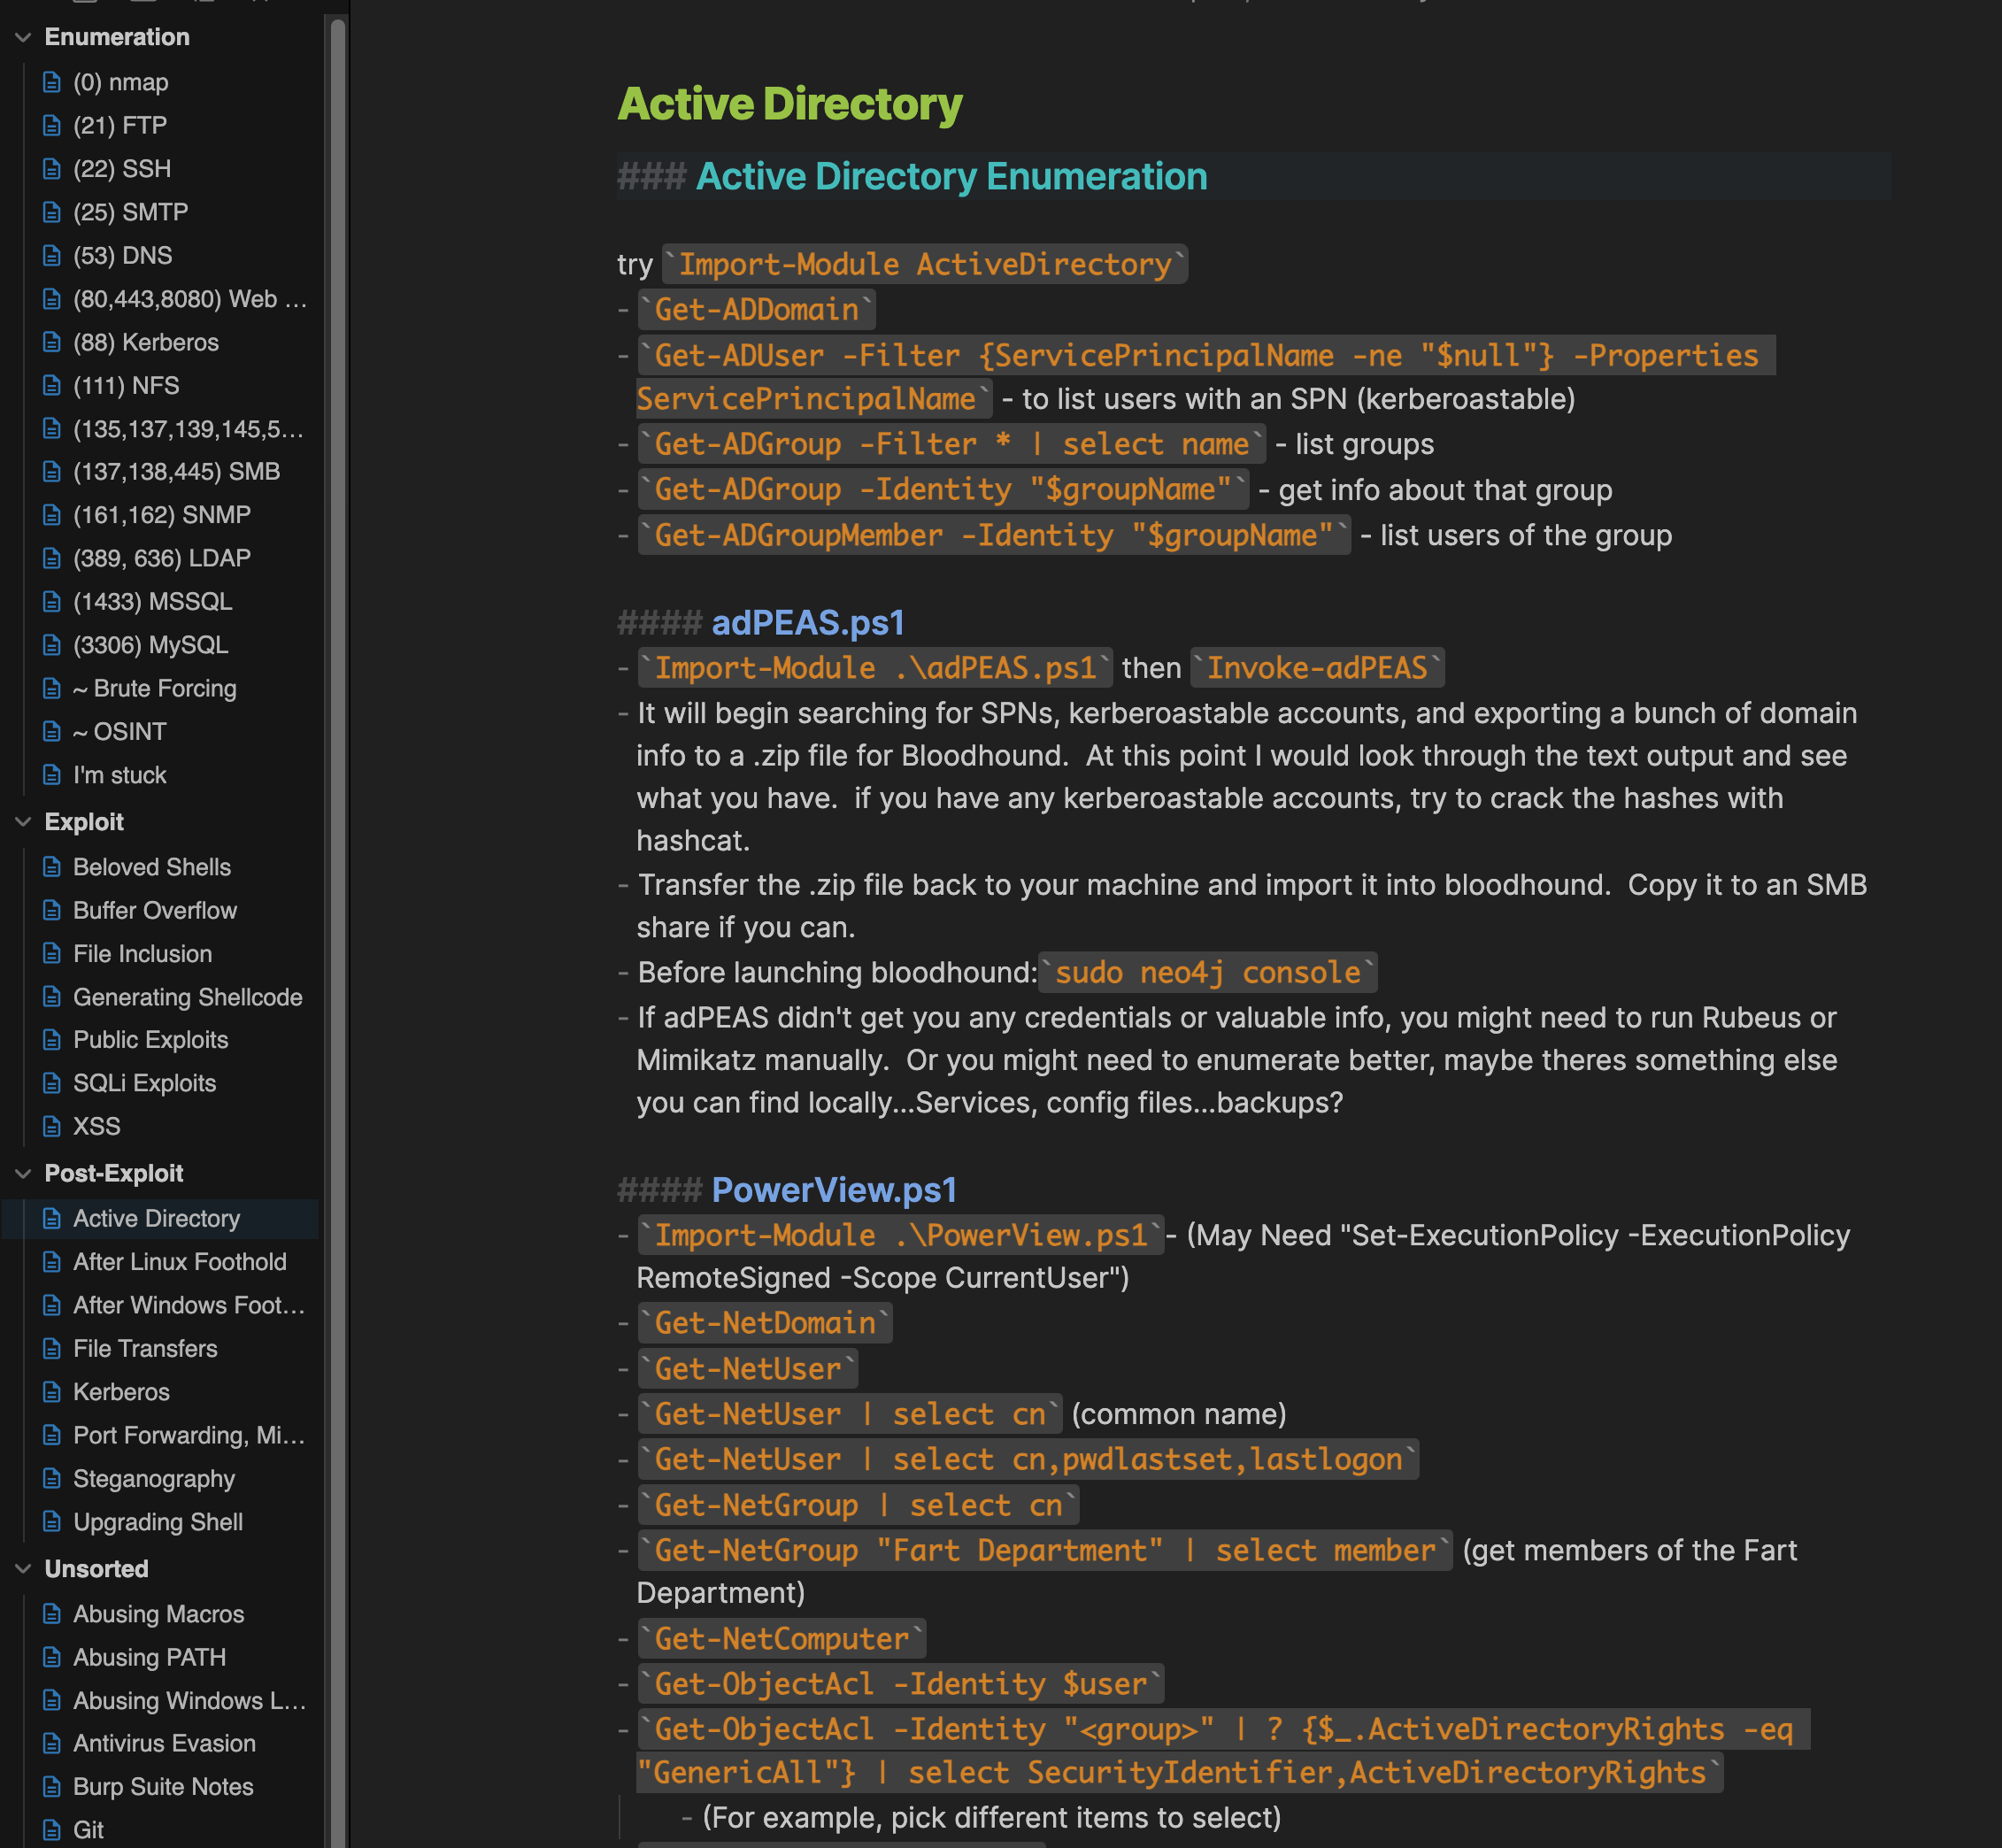 Enumeration
(0) nmap
(21) FTP
(22) SSH
(25) SMTP
(53) DNS
(80,443,8080) Web ...
(88) Kerberos
(111) NFS
(135,137,139,145,5...
(137,138,445) SMB
(161,162) SNMP
(389, 636) LDAP
(1433) MSSQL
(3306) MySQL
~ Brute Forcing
~ OSINT
I'm stuck
Exploit
Beloved Shells
Buffer Overflow
File Inclusion
Generating Shellcode
Public Exploits
SQLi Exploits
XSS
Post-Exploit
Active Directory
After Linux Foothold
After Windows Foot...
File Transfers
Kerberos
Port Forwarding, Mi...
Steganography
Upgrading Shell
Unsorted
Abusing Macros
Abusing PATH
Abusing Windows L...
Antivirus Evasion
Burp Suite Notes
Git
Active Directory
### Active Directory Enumeration
try `Import-Module ActiveDirectory`
- `Get-ADDomain`
- `Get-ADUser -Filter {ServicePrincipalName -ne "$null"} -Properties
ServicePrincipalName` - to list users with an SPN (kerberoastable)
- `Get-ADGroup -Filter * | select name` - list groups
- `Get-ADGroup -Identity "$groupName"` - get info about that group
- `Get-ADGroupMember -Identity "$groupName"` - list users of the group
#### adPEAS.ps1
- `Import-Module .\adPEAS.ps1` then `Invoke-adPEAS`
- It will begin searching for SPNs, kerberoastable accounts, and exporting a bunch of domain
info to a .zip file for Bloodhound.  At this point I would look through the text output and see
what you have.  if you have any kerberoastable accounts, try to crack the hashes with
hashcat.
- Transfer the .zip file back to your machine and import it into bloodhound.  Copy it to an SMB
share if you can.
- Before launching bloodhound:`sudo neo4j console`
- If adPEAS didn't get you any credentials or valuable info, you might need to run Rubeus or
Mimikatz manually.  Or you might need to enumerate better, maybe theres something else
you can find locally...Services, config files...backups?
#### PowerView.ps1
- `Import-Module .\PowerView.ps1`- (May Need "Set-ExecutionPolicy -ExecutionPolicy
RemoteSigned -Scope CurrentUser")
- `Get-NetDomain`
- `Get-NetUser`
- `Get-NetUser | select cn` (common name)
- `Get-NetUser | select cn,pwdlastset,lastlogon`
- `Get-NetGroup | select cn`
- `Get-NetGroup "Fart Department" | select member` (get members of the Fart
Department)
- `Get-NetComputer`
- `Get-ObjectAcl -Identity $user`
- `Get-ObjectAcl -Identity "<group>" | ? {$_.ActiveDirectoryRights -eq
"GenericAll"} | select SecurityIdentifier,ActiveDirectoryRights`
- (For example, pick different items to select)